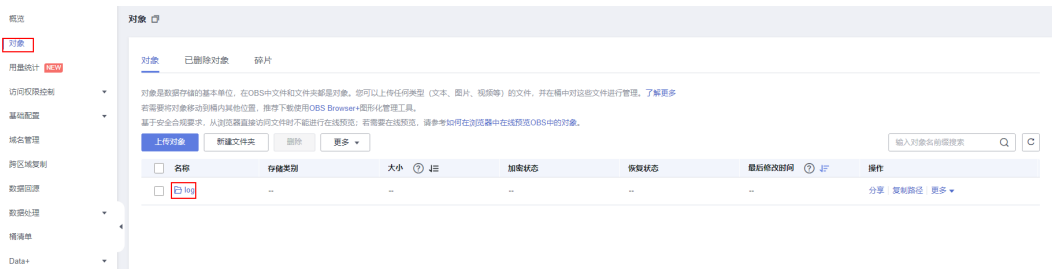 概览
对象
用量统计 NEW
访问权限控制
基础配置
域名管理
跨区域复制
数据回源
数据处理
桶清单
Data+
对象
对象 已删除对象 碎片
对象是数据存储的基本单位，在OBS中文件和文件夹都是对象。您可以上传任何类型（文本、图片、视频等）的文件，并在桶中对这些文件进行管理。了解更多
若需要将对象移动到桶内其他位置，推荐下载使用OBS Browser+图形化管理工具。
基于安全合规要求，从浏览器直接访问文件时不能进行在线预览；若需要在线预览，请参考如何在浏览器中在线预览OBS中的对象。
上传对象 新建文件夹 删除 更多 输入对象名前缀搜索
名称 存储类别 大小 加密状态 恢复状态 最后修改时间 操作
log -- -- -- -- -- 分享 复制路径 更多